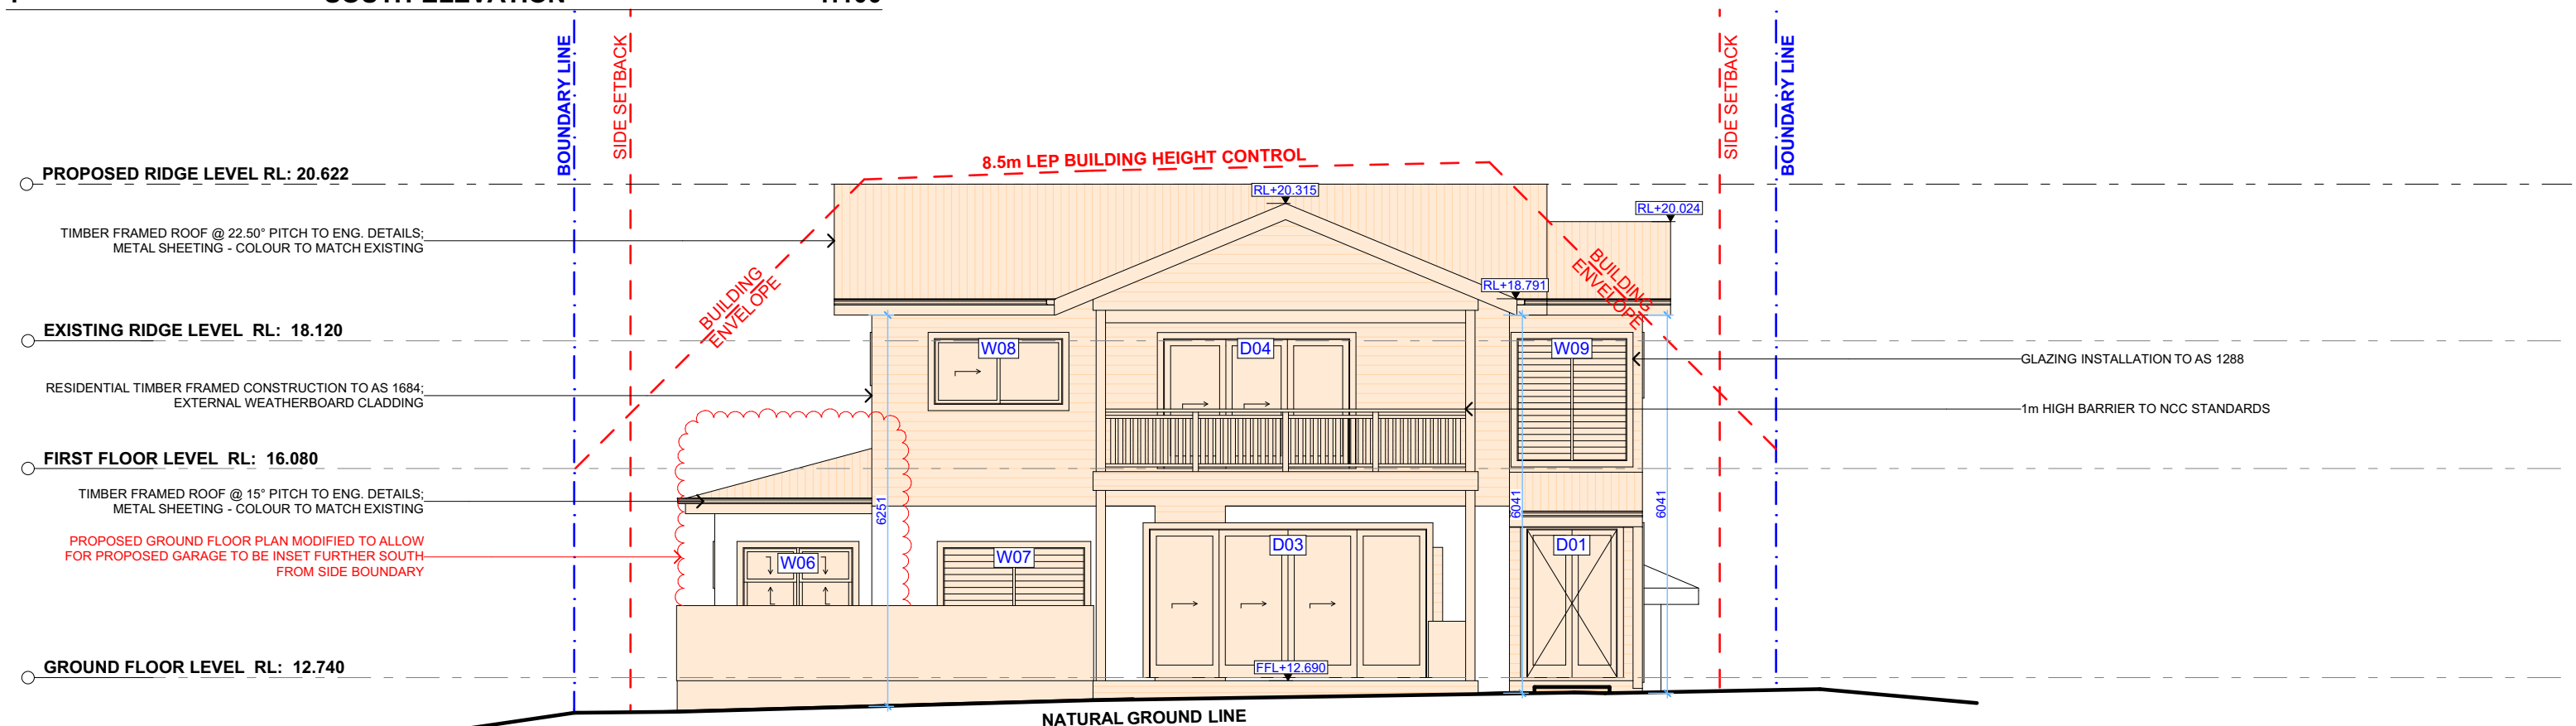 BOUNDARY LINE
SIDE SETBACK
SIDE SETBACK
BOUNDARY LINE
8.5m LEP BUILDING HEIGHT CONTROL
PROPOSED RIDGE LEVEL RL: 20.622
RL+20.315
RL+20.024
TIMBER FRAMED ROOF @ 22.50° PITCH TO ENG. DETAILS;
METAL SHEETING - COLOUR TO MATCH EXISTING
BUILDING
ENVELOPE
BUILDING
ENVELOPE
RL+18.791
EXISTING RIDGE LEVEL RL: 18.120
W08
D04
W09
GLAZING INSTALLATION TO AS 1288
RESIDENTIAL TIMBER FRAMED CONSTRUCTION TO AS 1684;
EXTERNAL WEATHERBOARD CLADDING
1m HIGH BARRIER TO NCC STANDARDS
FIRST FLOOR LEVEL RL: 16.080
TIMBER FRAMED ROOF @ 15° PITCH TO ENG. DETAILS;
METAL SHEETING - COLOUR TO MATCH EXISTING
6251
6041
6041
PROPOSED GROUND FLOOR PLAN MODIFIED TO ALLOW
FOR PROPOSED GARAGE TO BE INSET FURTHER SOUTH
FROM SIDE BOUNDARY
W06
W07
D03
D01
GROUND FLOOR LEVEL RL: 12.740
FFL+12.690
NATURAL GROUND LINE